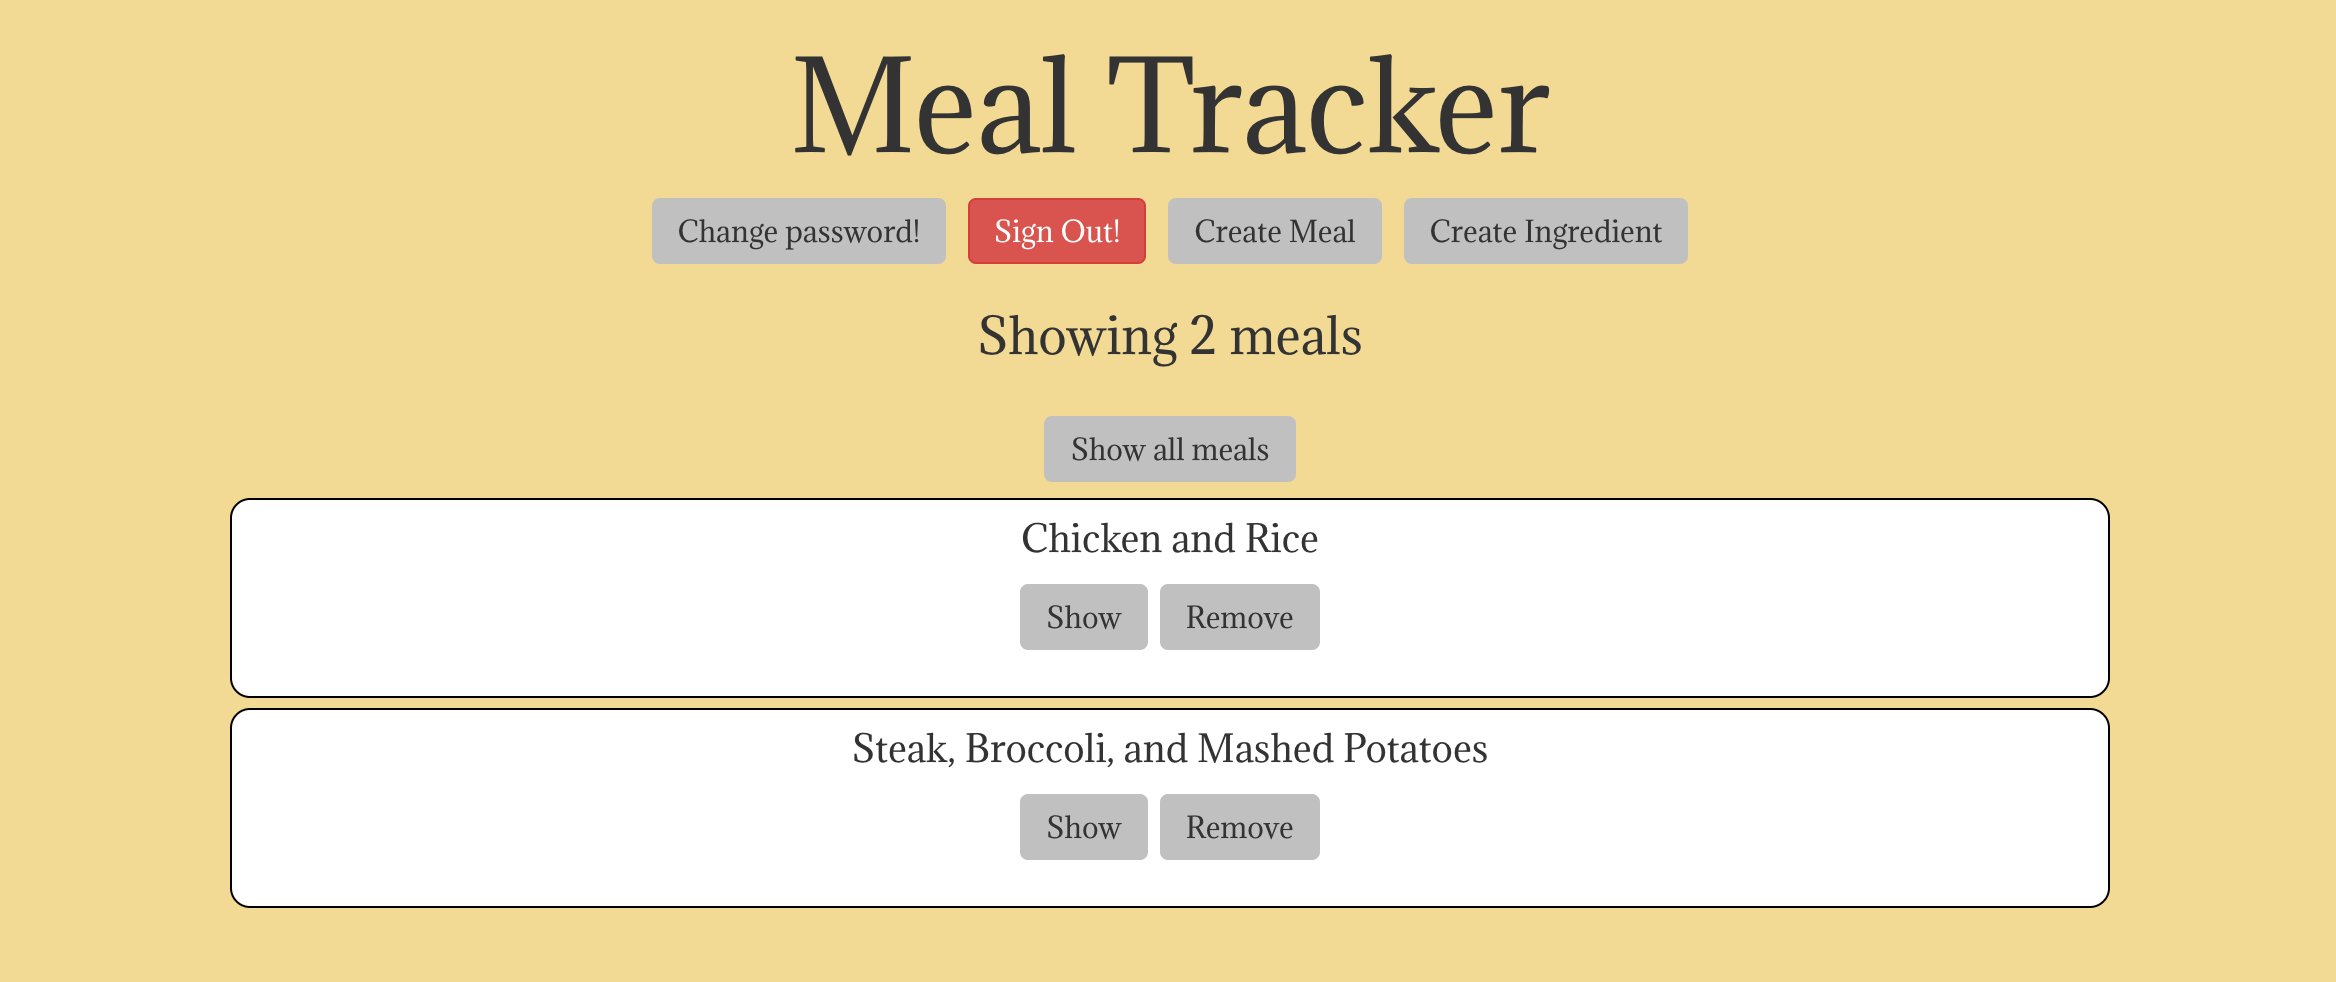 Meal Tracker
Change password! Sign Out! Create Meal Create Ingredient
Showing 2 meals
Show all meals
Chicken and Rice
Show Remove
Steak, Broccoli, and Mashed Potatoes
Show Remove